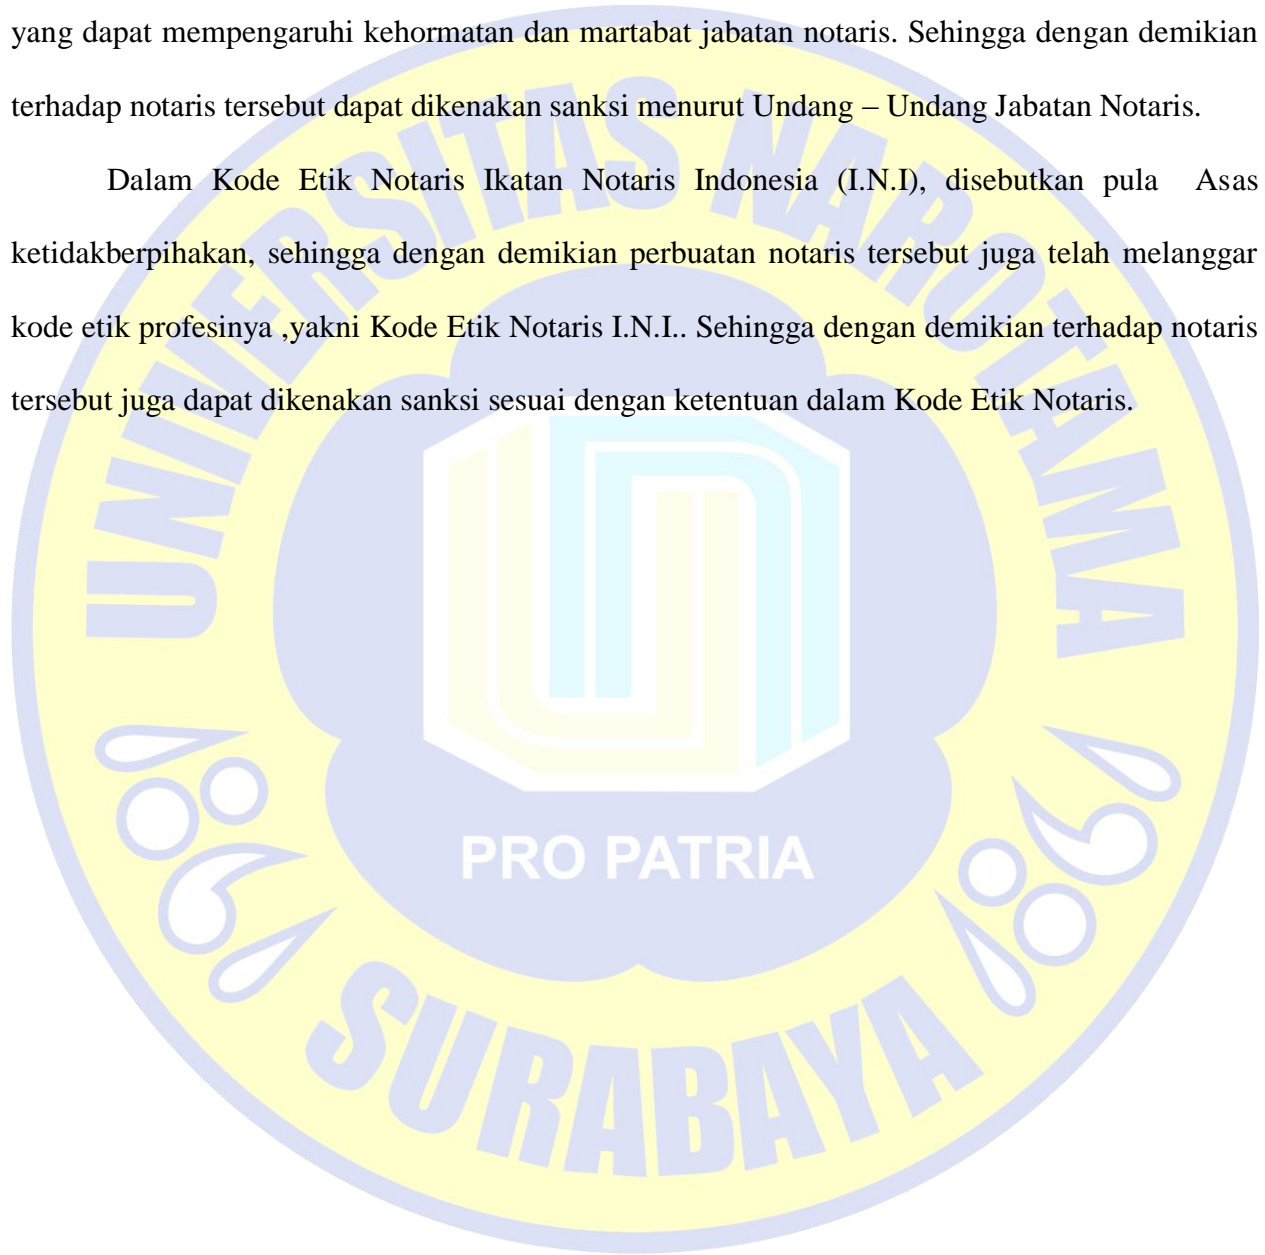 yang dapat mempengaruhi kehormatan dan martabat jabatan notaris. Sehingga dengan demikian
terhadap notaris tersebut dapat dikenakan sanksi menurut Undang – Undang Jabatan Notaris.
Dalam Kode Etik Notaris Ikatan Notaris Indonesia (I.N.I), disebutkan pula Asas
ketidakberpihakan, sehingga dengan demikian perbuatan notaris tersebut juga telah melanggar
kode etik profesinya ,yakni Kode Etik Notaris I.N.I.. Sehingga dengan demikian terhadap notaris
tersebut juga dapat dikenakan sanksi sesuai dengan ketentuan dalam Kode Etik Notaris.
UNIVERSITAS NAROTAMA
PRO PATRIA
SURABAYA